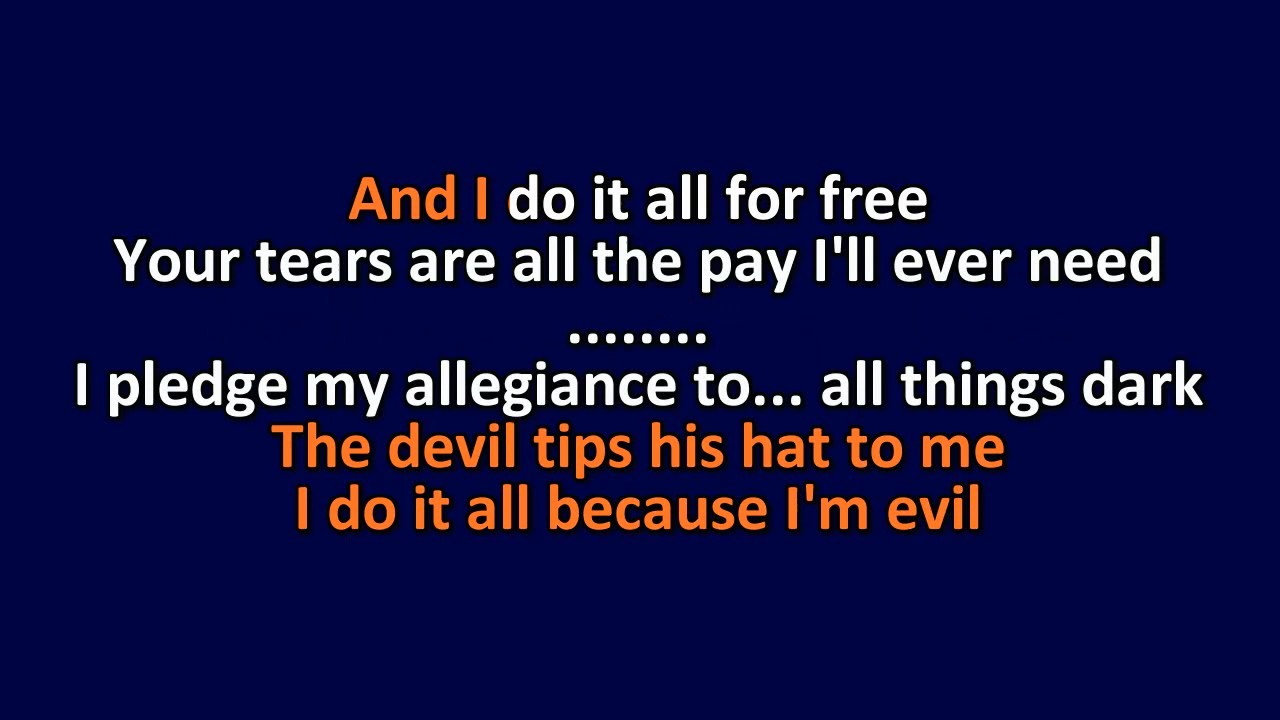 And I do it all for free
Your tears are all the pay I'll ever need
........
I pledge my allegiance to... all things dark
The devil tips his hat to me
I do it all because I'm evil